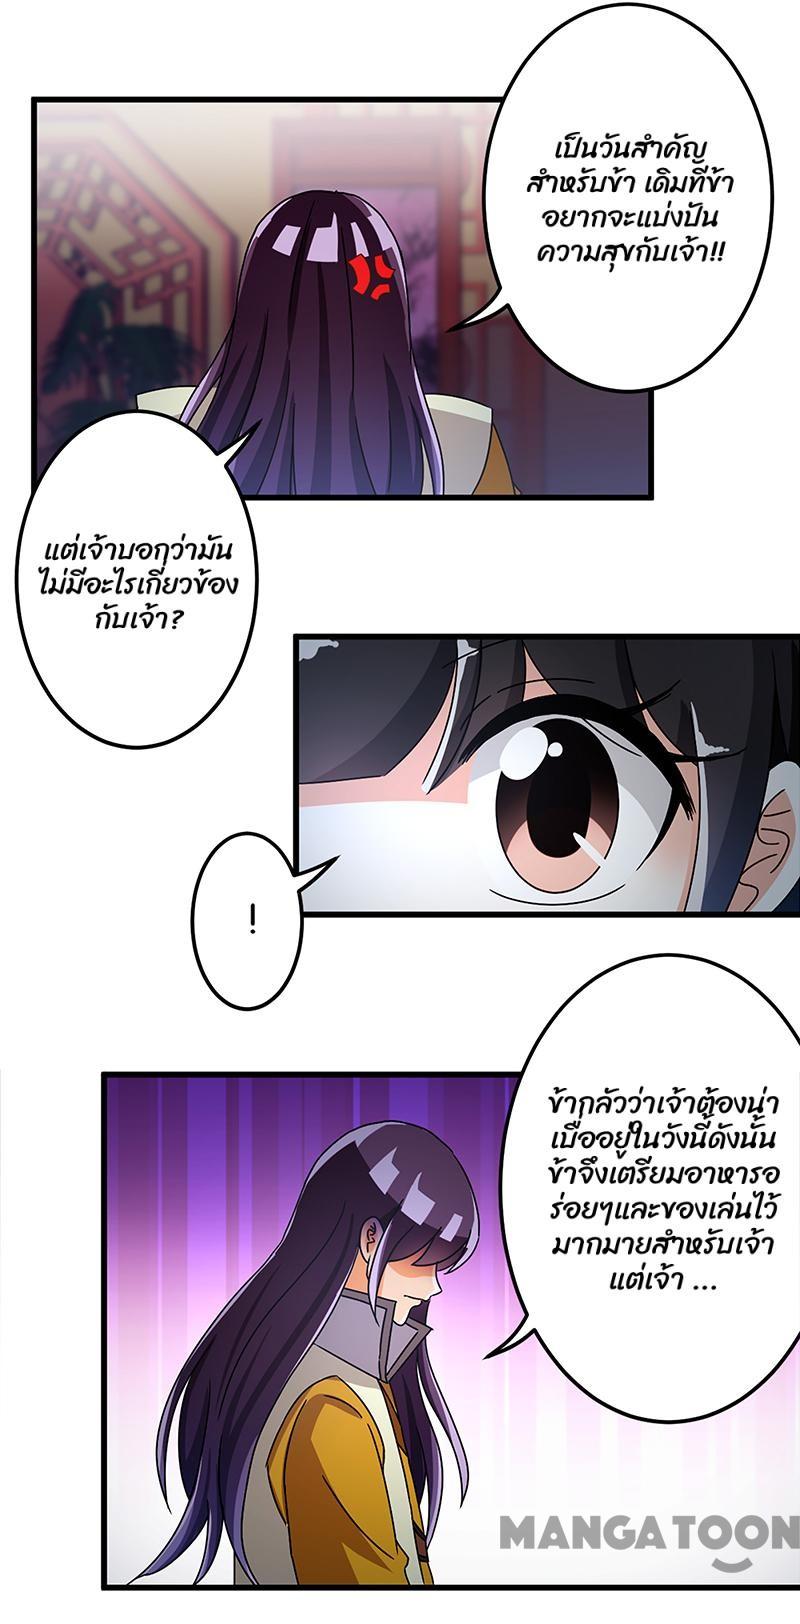 เป็นวันสำคัญ
สำหรับข้า เดิมทีข้า
อยากจะแบ่งปัน
ความสุขกับเจ้า!!
แต่เจ้าบอกว่ามัน
ไม่มีอะไรเกี่ยวข้อง
กับเจ้า?
!
ข้ากลัวว่าเจ้าต้องน่า
เบื่ออยู่ในวังนี้ดังนั้น
ข้าจึงเตรียมอาหารอ
ร่อยๆและของเล่นไว้
มากมายสำหรับเจ้า
แต่เจ้า ...
MANGATOON